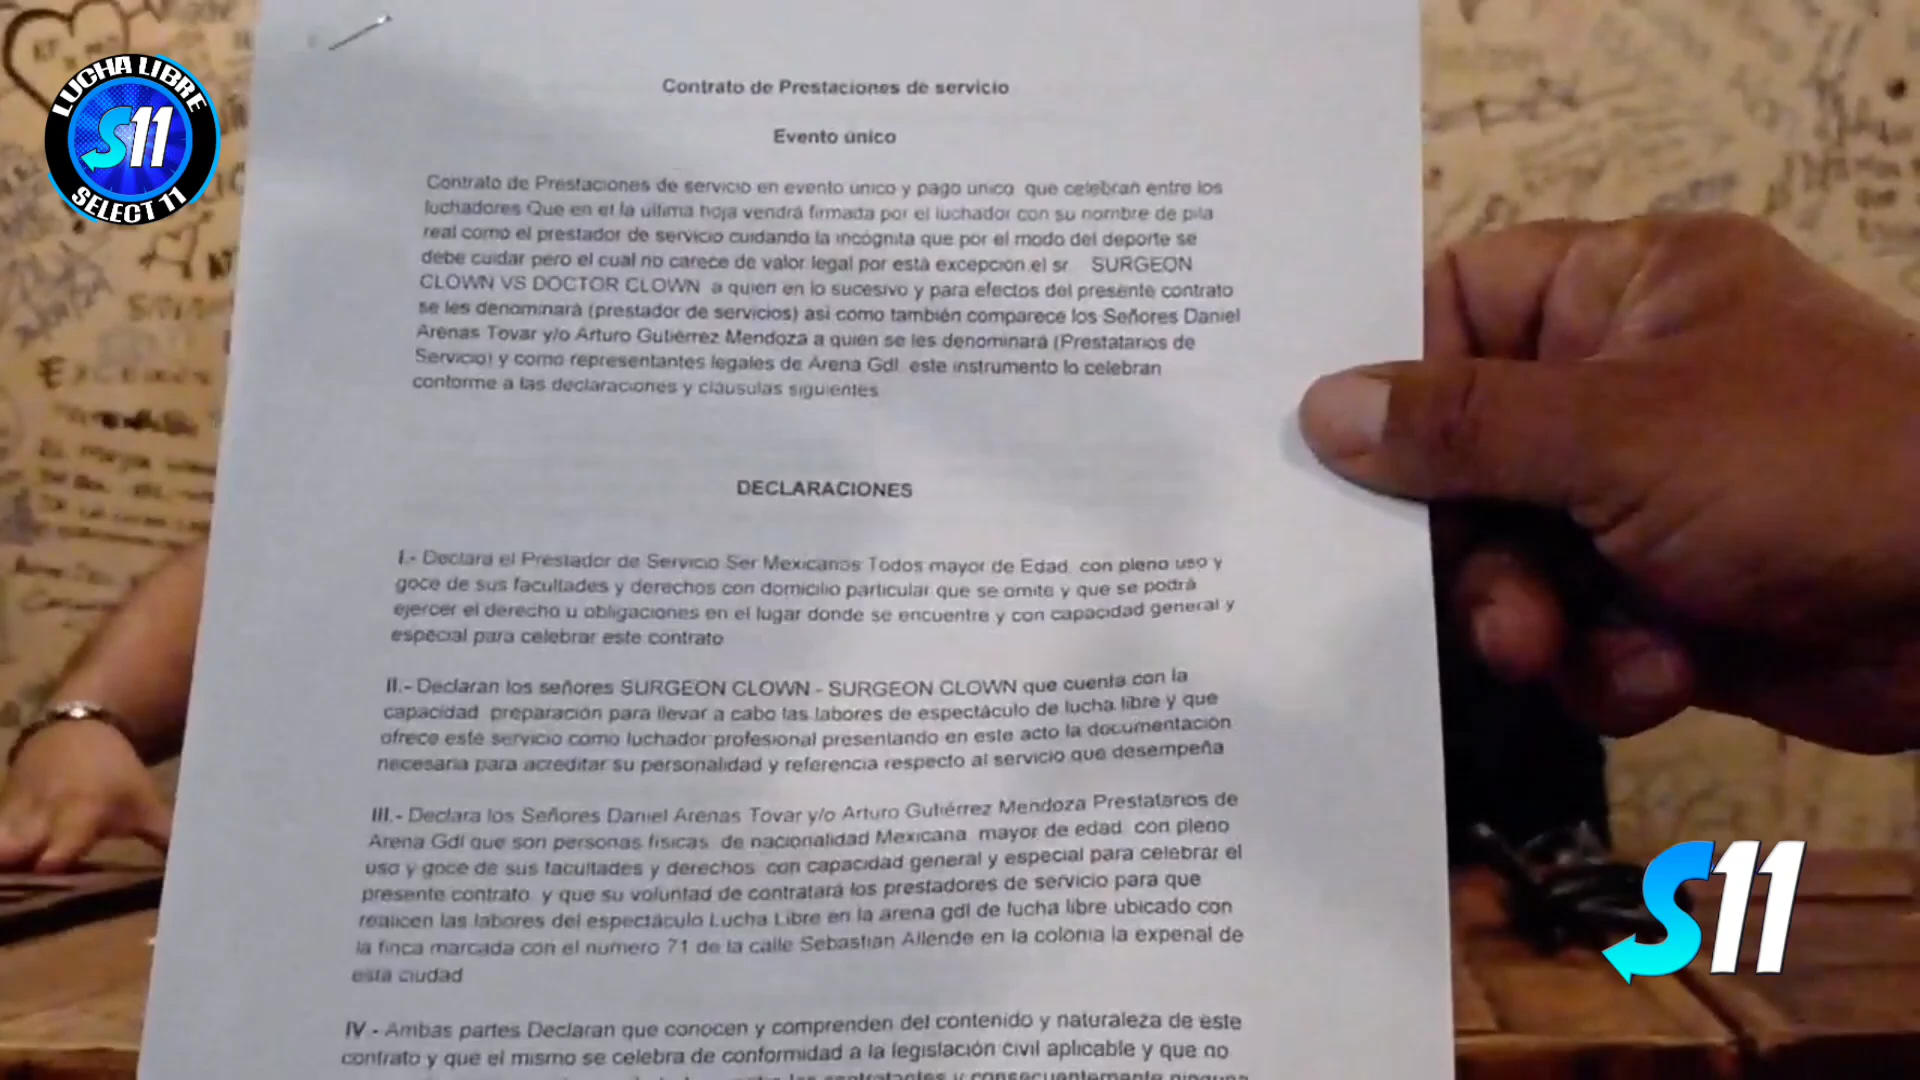 LUCHA LIBRE
S11
SELECT 11
Contrato de Prestaciones de servicio
Evento único
Contrato de Prestaciones de servicio en evento unico y pago unico que celebran entre los
luchadores Que en el la ultima hoja vendrá firmada por el luchador con su nombre de pila
real como el prestador de servicio cuidando la incógnita que por el modo del deporte se
debe cuidar pero el cual no carece de valor legal por está excepción el sr. SURGEON
CLOWN VS DOCTOR CLOWN a quien en lo sucesivo y para efectos del presente contrato
se les denominará (prestador de servicios) asi como también comparece los Señores Daniel
Arenas Tovar y/o Arturo Gutiérrez Mendoza a quien se les denominará (Prestatarios de
Servicio) y como representantes legales de Arena Gdl este instrumento lo celebran
conforme a las declaraciones y cláusulas siguientes
DECLARACIONES
I.- Declara el Prestador de Servicio Ser Mexicanos Todos mayor de Edad, con pleno uso y
goce de sus facultades y derechos con domicilio particular que se omite y que se podrá
ejercer el derecho u obligaciones en el lugar donde se encuentre y con capacidad general y
especial para celebrar este contrato
II.- Declaran los señores SURGEON CLOWN - SURGEON CLOWN que cuenta con la
capacidad preparación para llevar a cabo las labores de espectáculo de lucha libre y que
ofrece este servicio como luchador profesional presentando en este acto la documentación
necesaria para acreditar su personalidad y referencia respecto al servicio que desempeña
III.- Declara los Señores Daniel Arenas Tovar y/o Arturo Gutiérrez Mendoza Prestatarios de
Arena Gdl que son personas físicas de nacionalidad Mexicana mayor de edad con pleno
uso y goce de sus facultades y derechos con capacidad general y especial para celebrar el
presente contrato y que su voluntad de contratará los prestadores de servicio para que
realicen las labores del espectáculo Lucha Libre en la arena gdl de lucha libre ubicado con
la finca marcada con el numero 71 de la calle Sebastian Allende en la colonia la expenal de
esta ciudad
IV - Ambas partes Declaran que conocen y comprenden del contenido y naturaleza de este
contrato y que el mismo se celebra de conformidad a la legislación civil aplicable y que no
contratantes y consecuentemente ninguna
S11